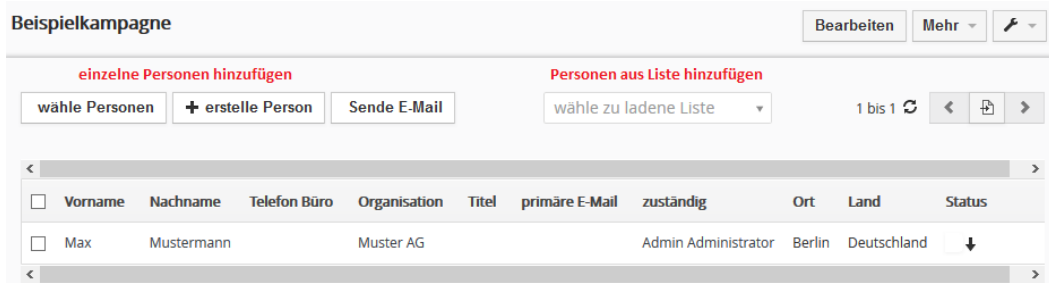 Beispielkampagne
Bearbeiten Mehr
einzelne Personen hinzufügen Personen aus Liste hinzufügen
wähle Personen + erstelle Person Sende E-Mail wähle zu ladene Liste 1 bis 1
Vorname Nachname Telefon Büro Organisation Titel primäre E-Mail zuständig Ort Land Status
Max Mustermann Muster AG Admin Administrator Berlin Deutschland